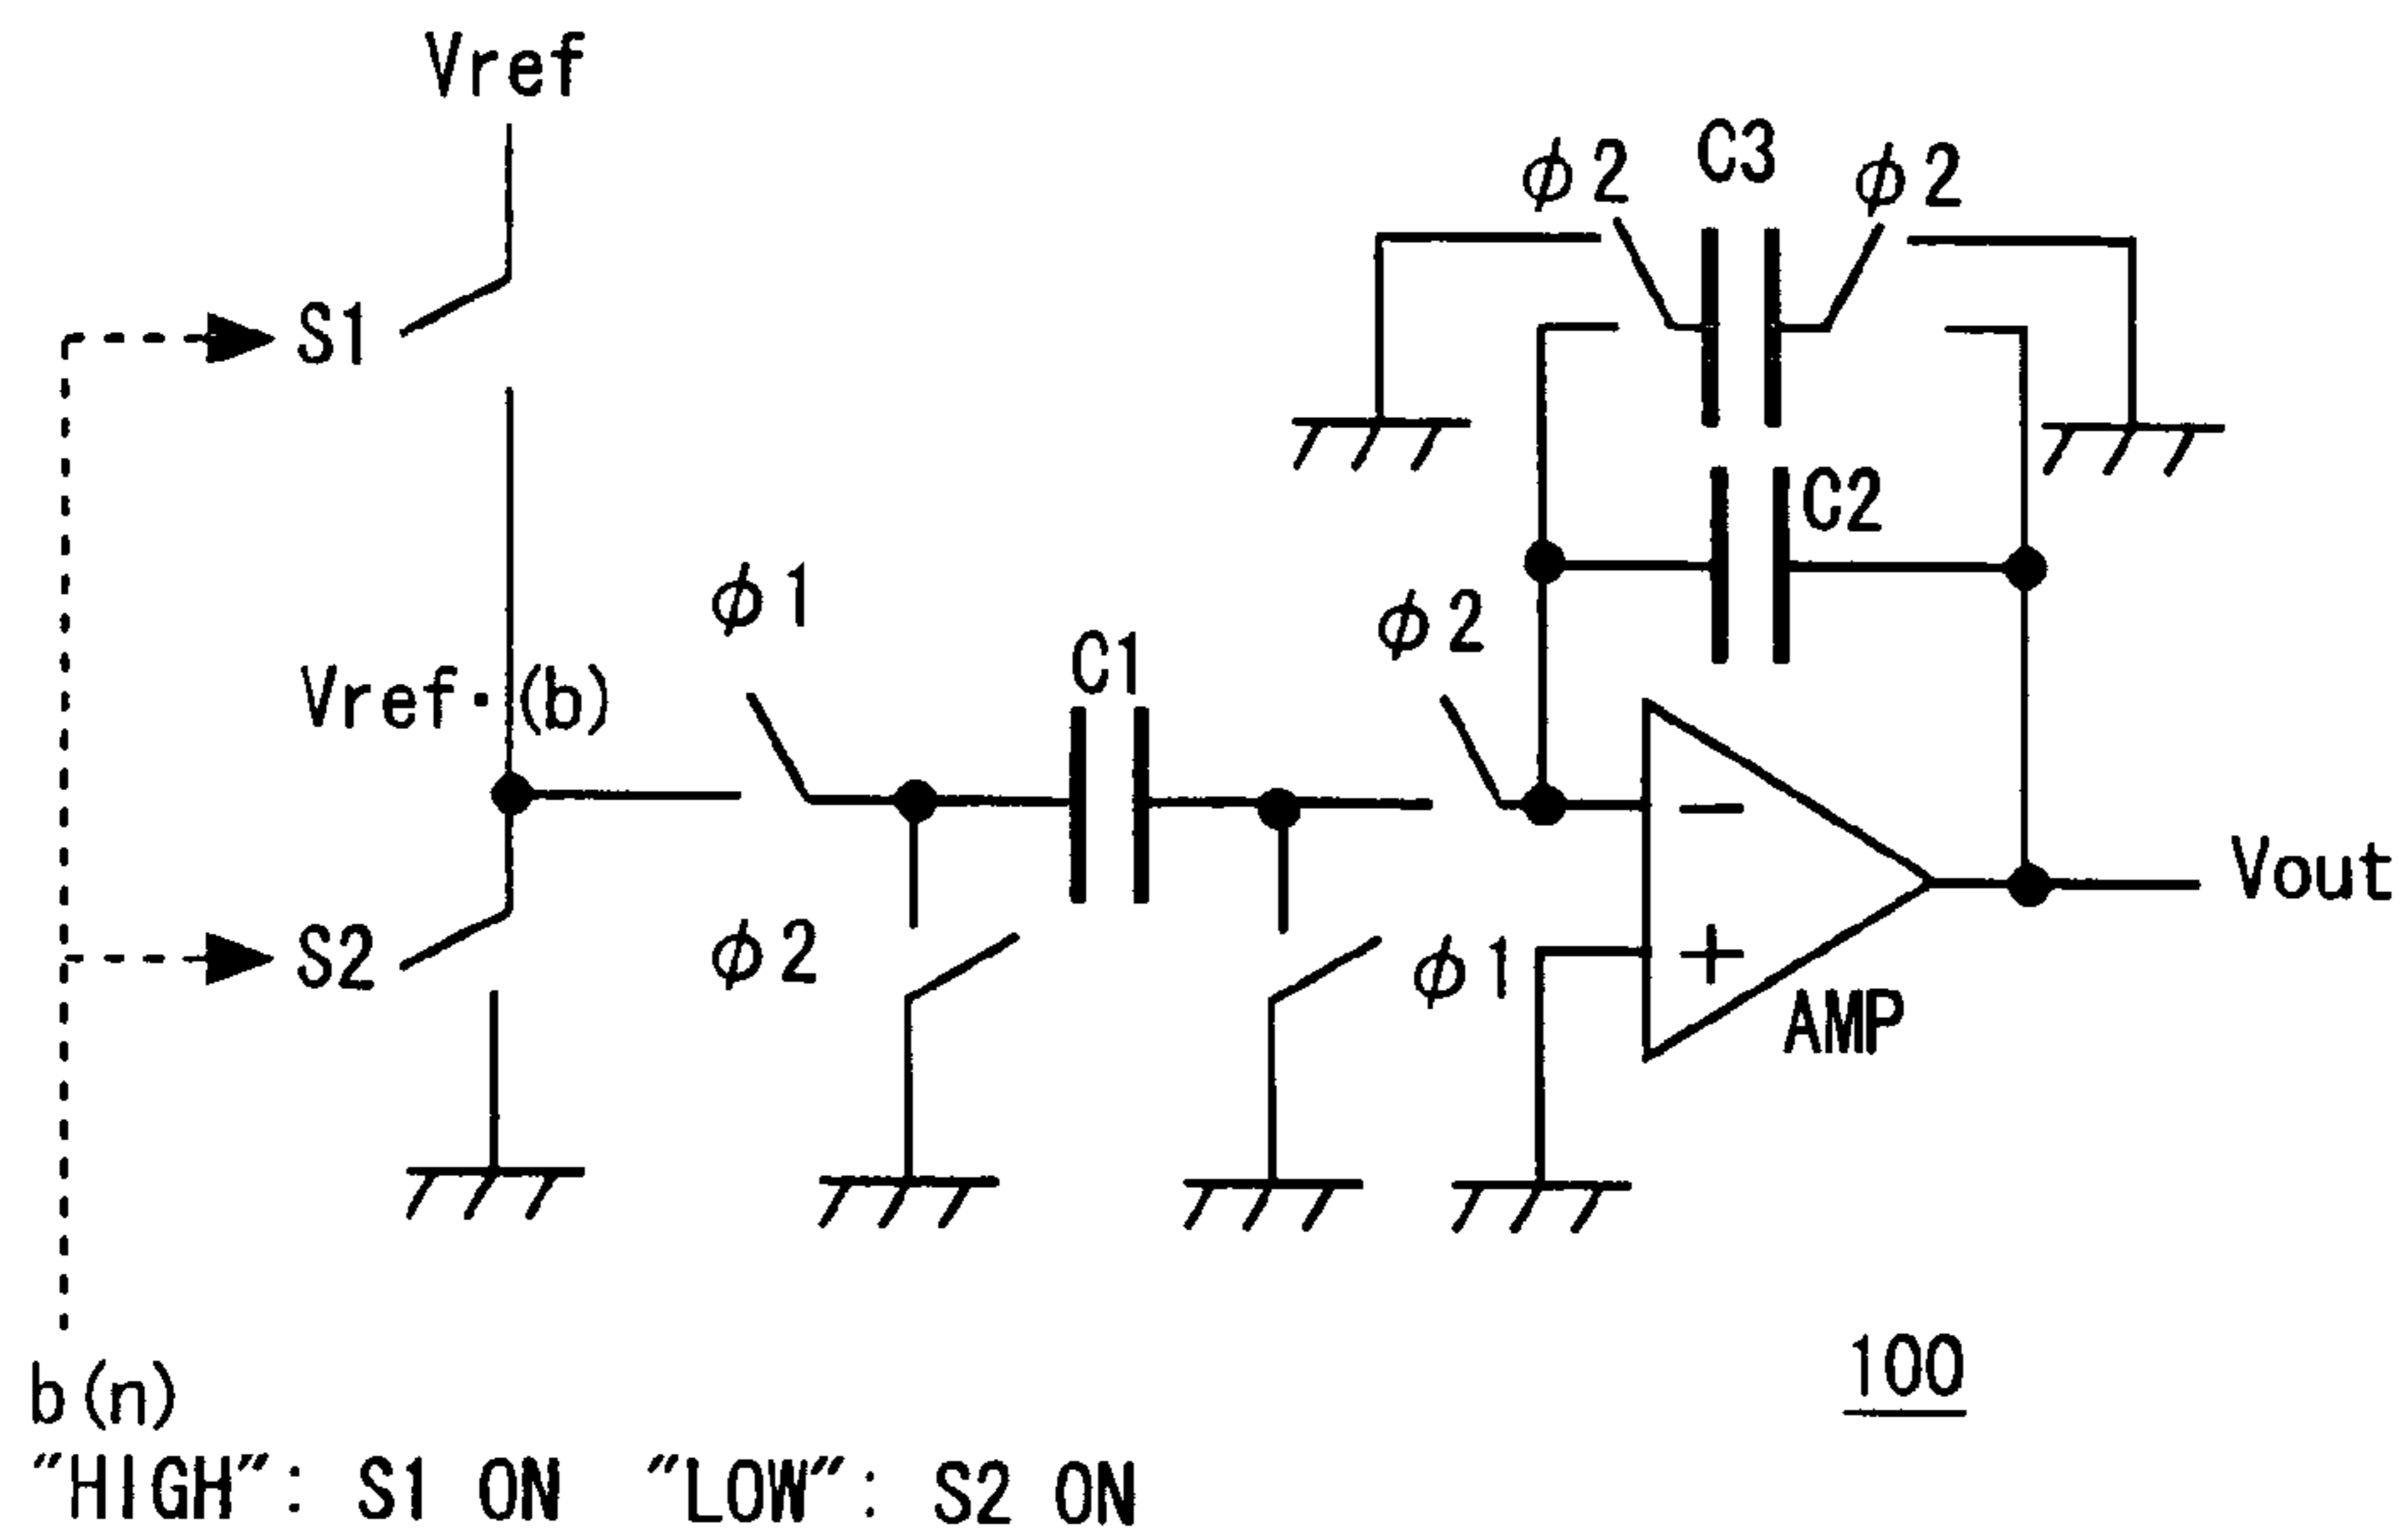 Vref
φ2
C3
φ2
S1
C2
φ1
φ2
C1
Vref·(b)
−
Vout
S2
φ2
φ1
+
AMP
100
b(n)
"HIGH": S1 ON "LOW": S2 ON